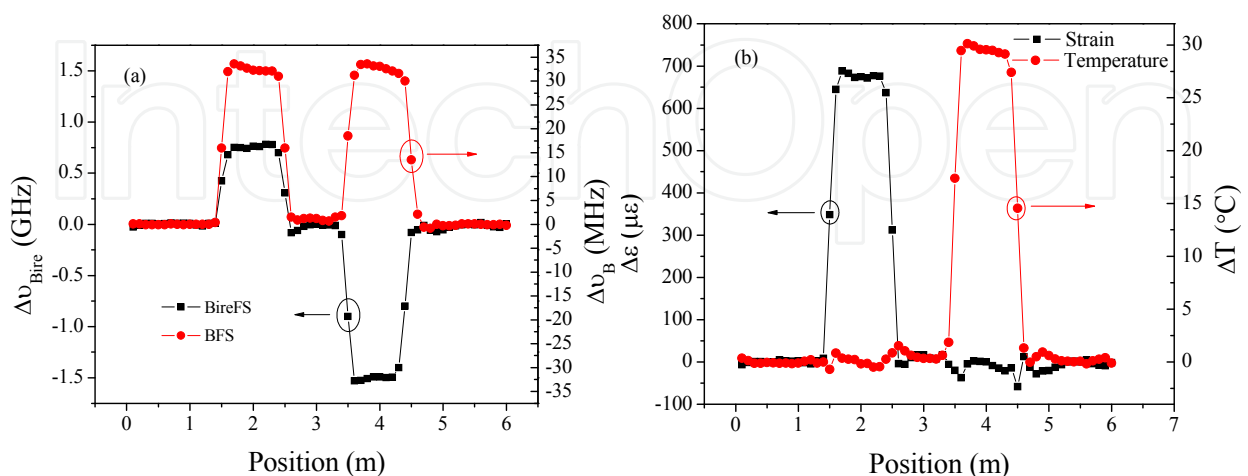 IntechOpen
(a)
1.5
1.0
0.5
0.0
-0.5
-1.0
-1.5
Δυ_Bire (GHz)
BireFS
BFS
35
30
25
20
15
10
5
0
-5
-10
-15
-20
-25
-30
-35
Δυ_B (MHz)
0 1 2 3 4 5 6
Position (m)
(b)
800
700
600
500
400
300
200
100
0
-100
Δε (με)
Strain
Temperature
30
25
20
15
10
5
0
ΔT (°C)
0 1 2 3 4 5 6 7
Position (m)